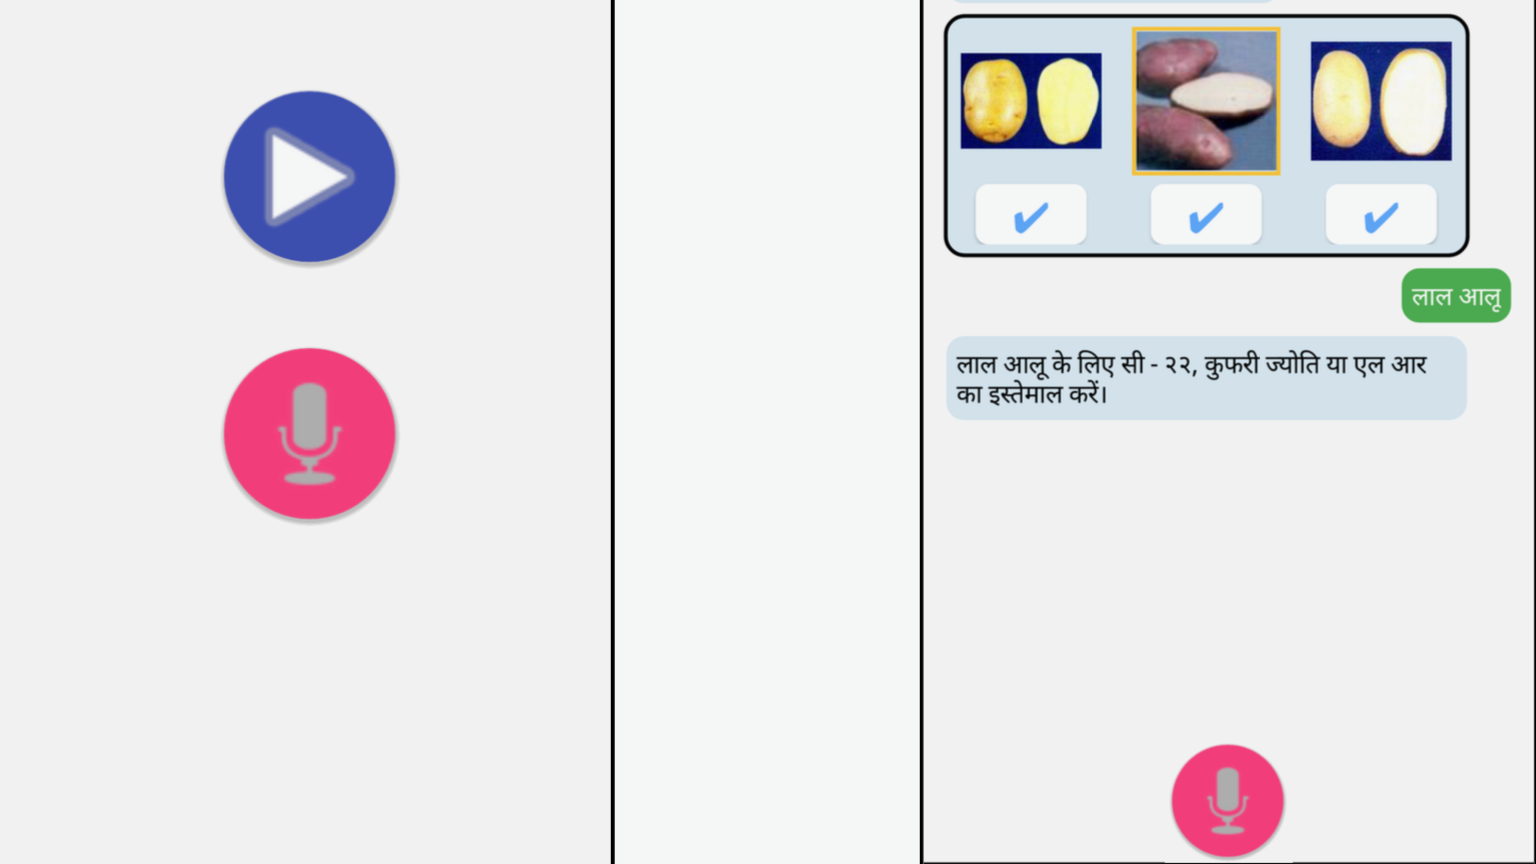 लाल आलू
लाल आलू के लिए सी - २२, कुफरी ज्योति या एल आर
का इस्तेमाल करें।